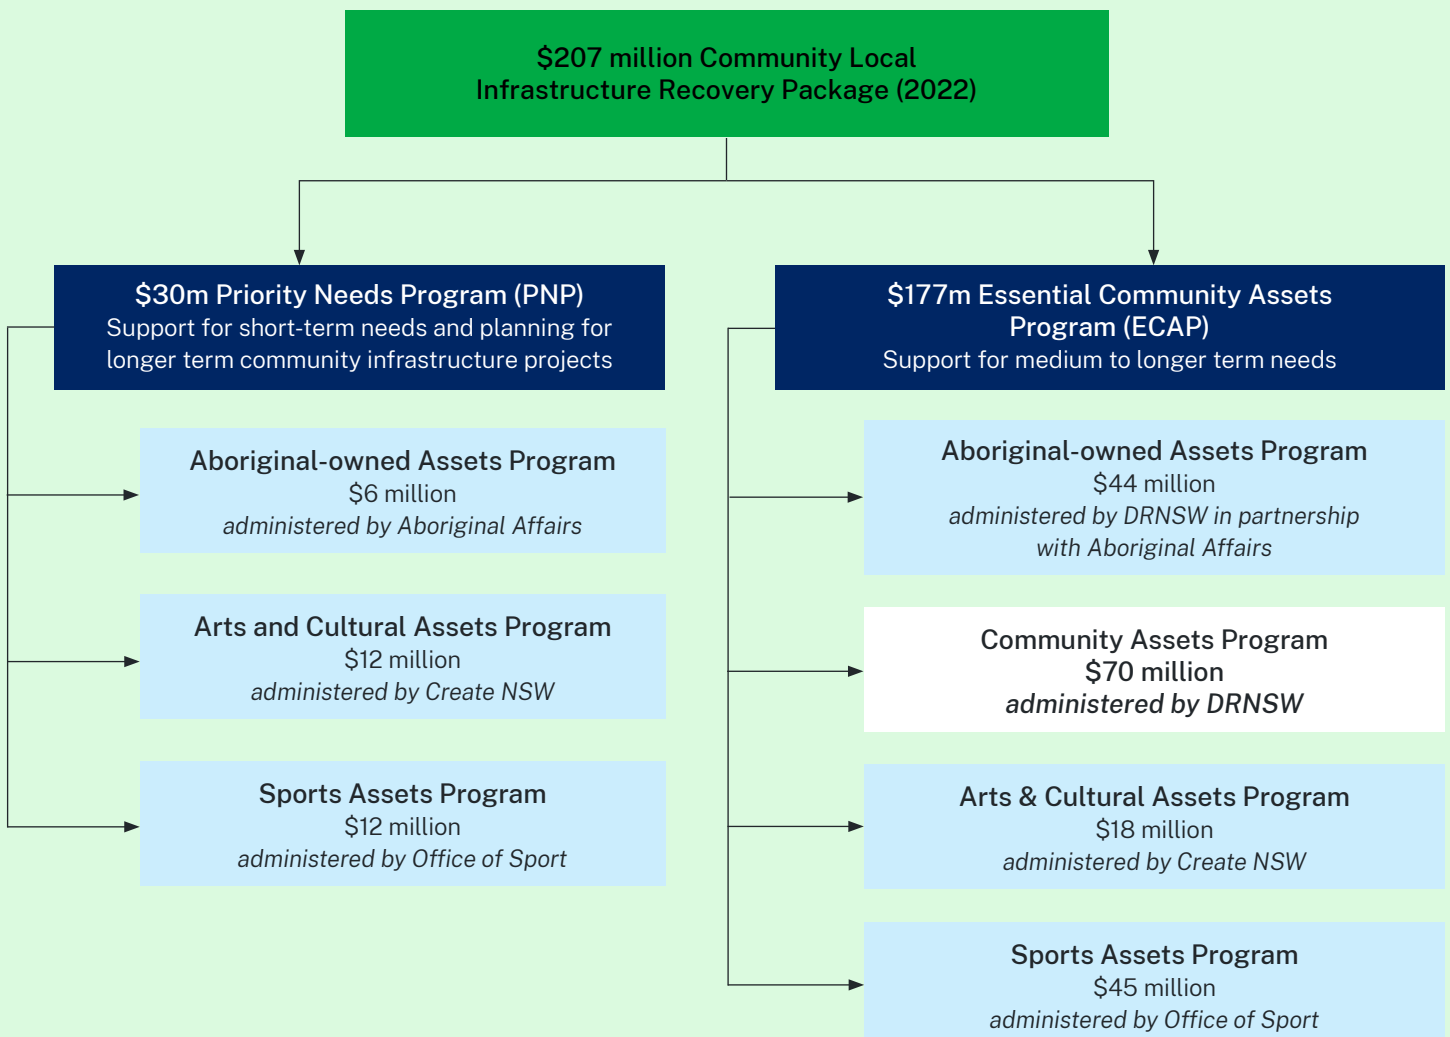 $207 million Community Local
Infrastructure Recovery Package (2022)
$30m Priority Needs Program (PNP)
Support for short-term needs and planning for
longer term community infrastructure projects
Aboriginal-owned Assets Program
$6 million
administered by Aboriginal Affairs
Arts and Cultural Assets Program
$12 million
administered by Create NSW
Sports Assets Program
$12 million
administered by Office of Sport
$177m Essential Community Assets
Program (ECAP)
Support for medium to longer term needs
Aboriginal-owned Assets Program
$44 million
administered by DRNSW in partnership
with Aboriginal Affairs
Community Assets Program
$70 million
administered by DRNSW
Arts & Cultural Assets Program
$18 million
administered by Create NSW
Sports Assets Program
$45 million
administered by Office of Sport